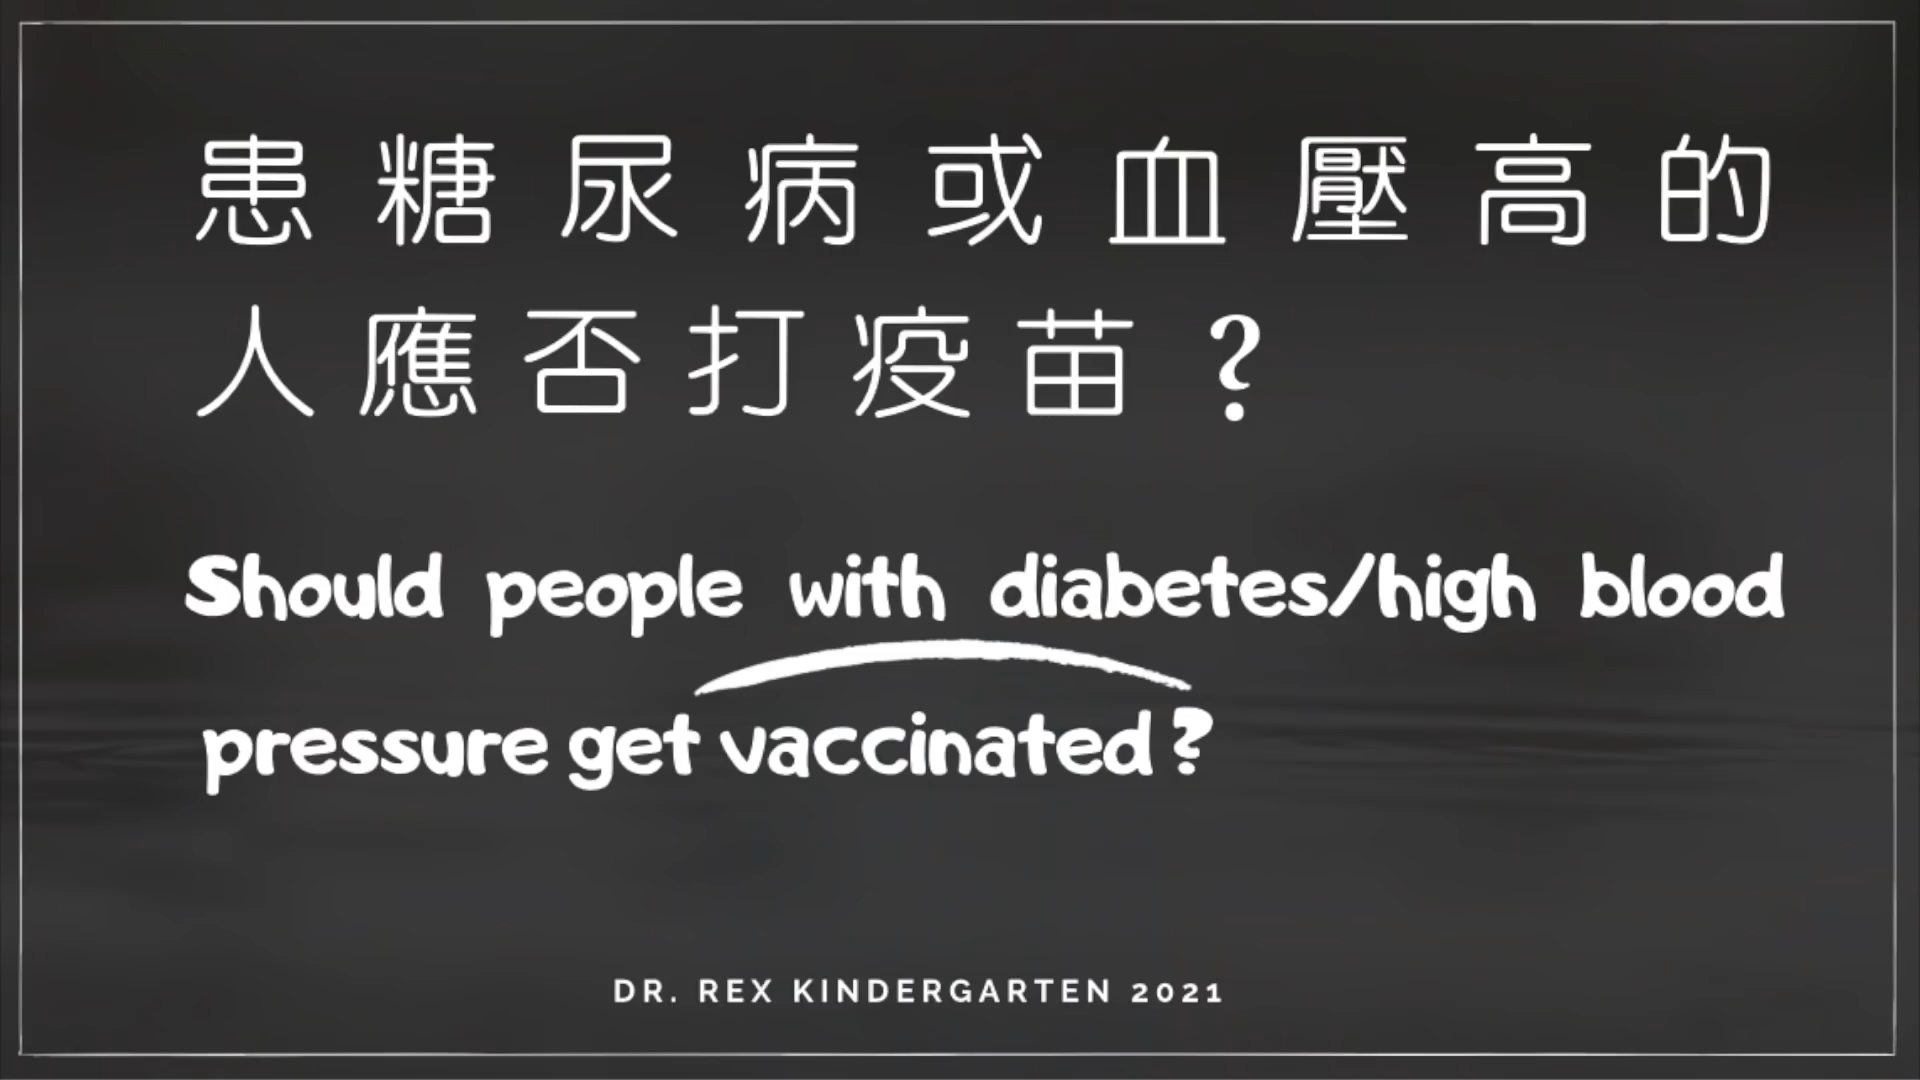 患糖尿病或血壓高的
人應否打疫苗？
Should people with diabetes/high blood
pressure get vaccinated?
DR. REX KINDERGARTEN 2021